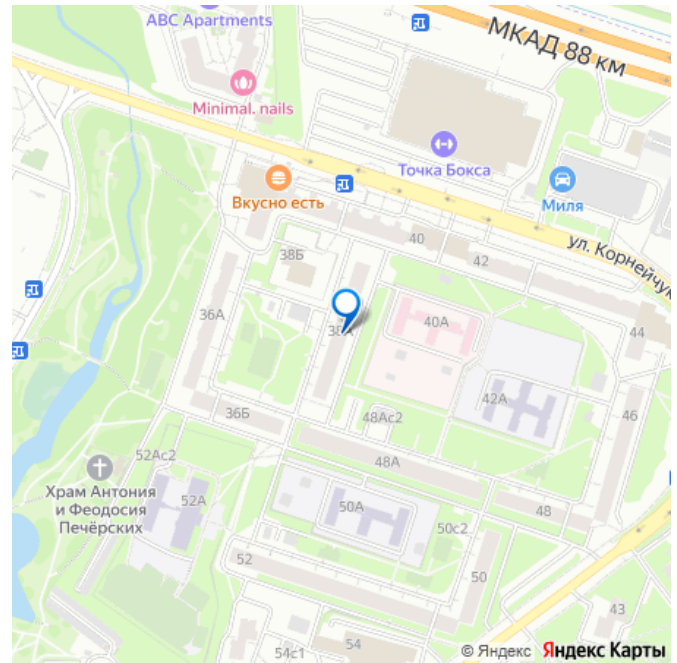 ABC Apartments
МКАД 88 км
Minimal. nails
Точка Бокса
Вкусно есть
Миля
ул. Корнейчук
40
42
38Б
36А
38А
40А
44
42А
46
36Б
48Ас2
52Ас2
48А
Храм Антония
и Феодосия
Печёрских
52А
50А
48
50с2
52
50
43
54с1
54
© Яндекс Яндекс Карты